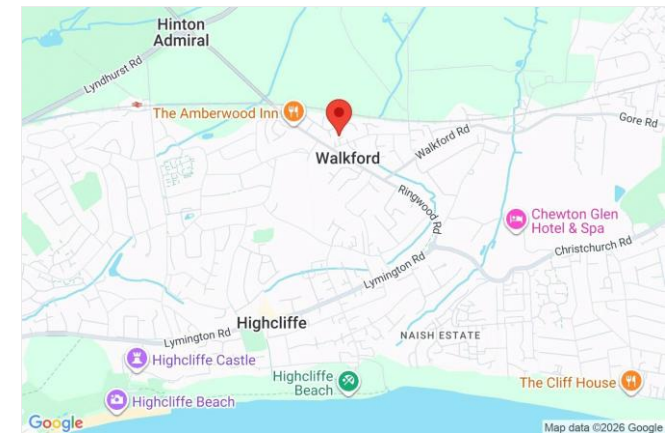 Hinton
Admiral
Lyndhurst Rd
The Amberwood Inn
Walkford
Walkford Rd
Gore Rd
Ringwood Rd
Chewton Glen
Hotel & Spa
Christchurch Rd
Lymington Rd
Highcliffe
Lymington Rd
NAISH ESTATE
Highcliffe Castle
Highcliffe
Beach
The Cliff House
Highcliffe Beach
Google
Map data ©2026 Google